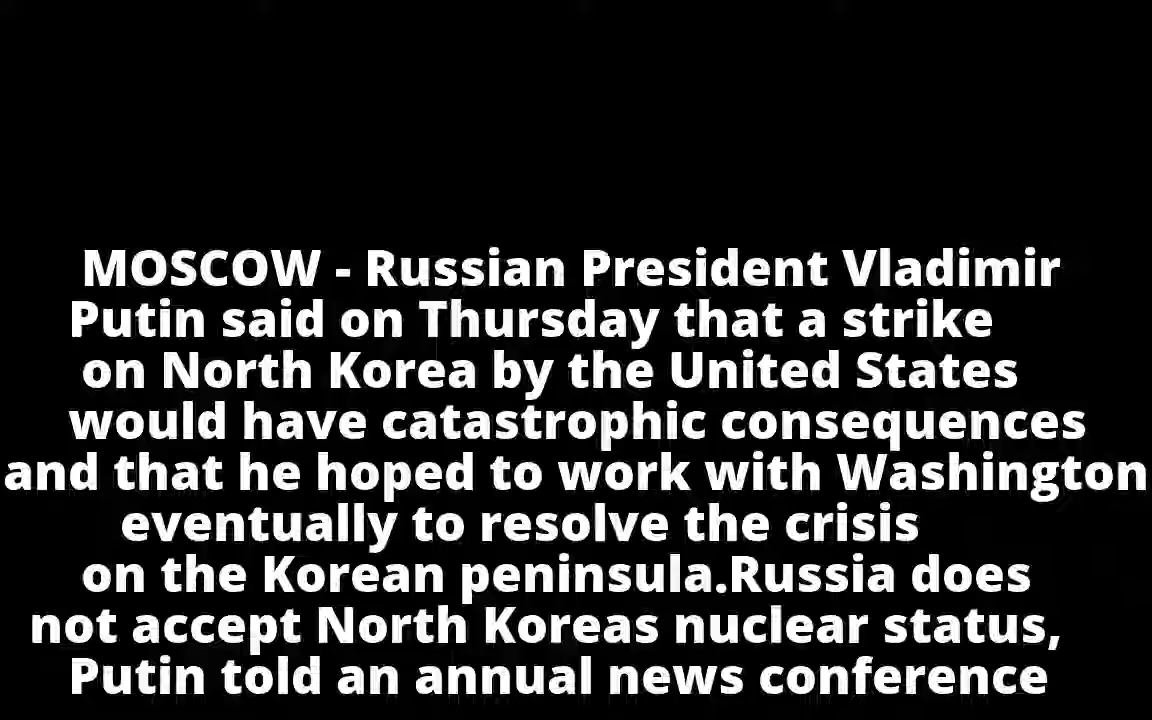 MOSCOW - Russian President Vladimir
Putin said on Thursday that a strike
on North Korea by the United States
would have catastrophic consequences
and that he hoped to work with Washington
eventually to resolve the crisis
on the Korean peninsula.Russia does
not accept North Koreas nuclear status,
Putin told an annual news conference